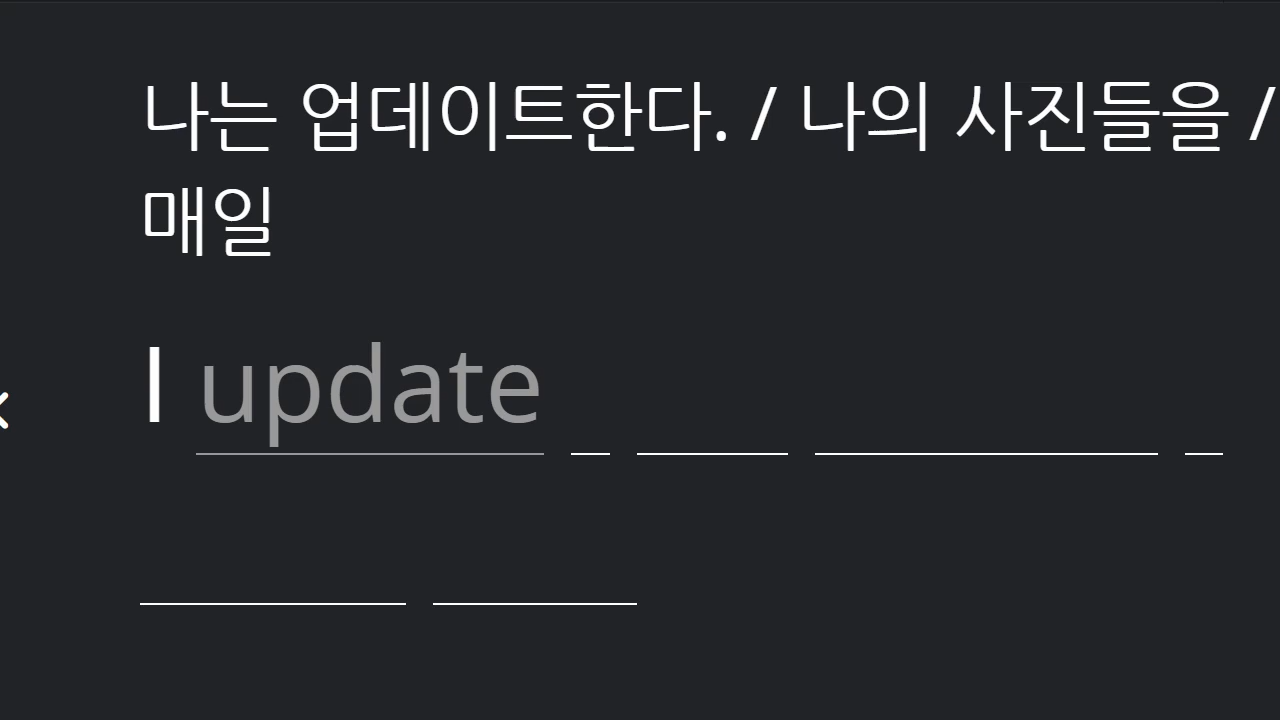 나는 업데이트한다. / 나의 사진들을 /
매일
I update